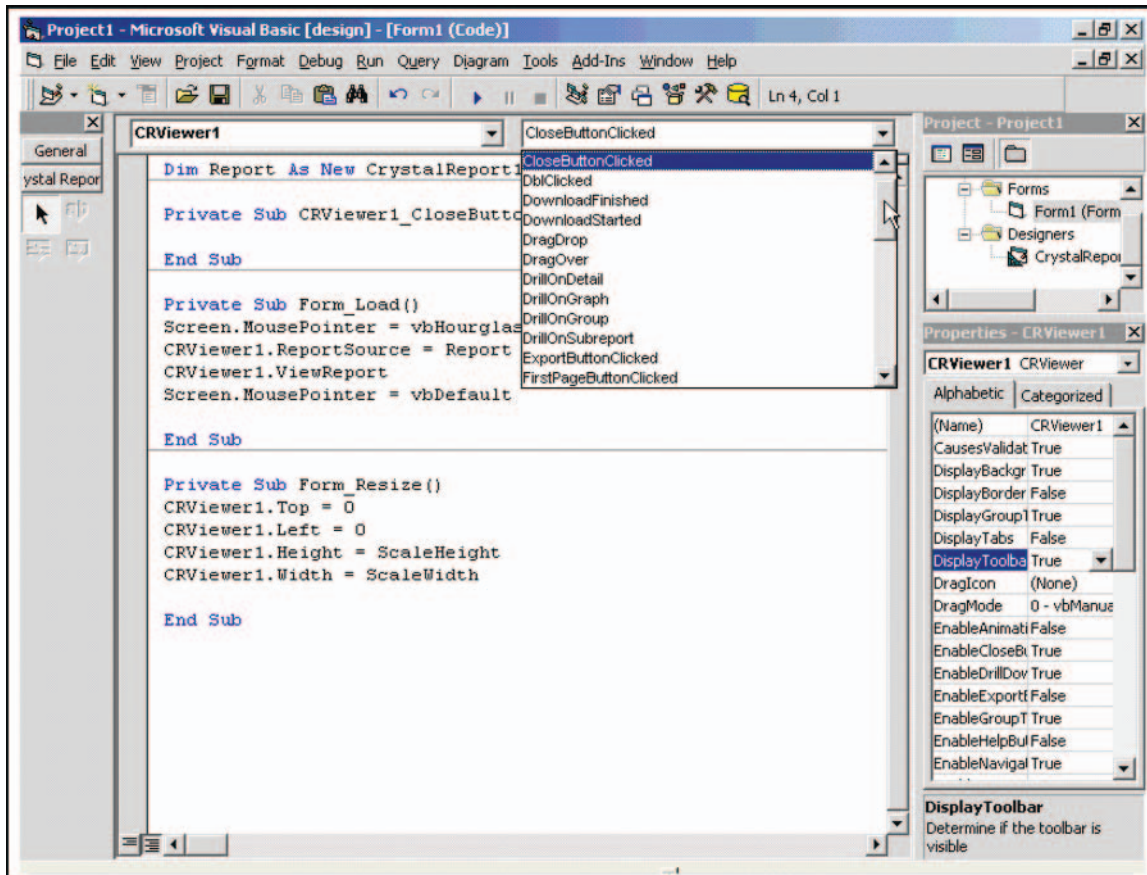 Project1 - Microsoft Visual Basic [design] - [Form1 (Code)]
File Edit View Project Format Debug Run Query Diagram Tools Add-Ins Window Help
Ln 4, Col 1
General
ystal Repor
CRViewer1
CloseButtonClicked
CloseButtonClicked
DblClicked
DownloadFinished
DownloadStarted
DragDrop
DragOver
DrillOnDetail
DrillOnGraph
DrillOnGroup
DrillOnSubreport
ExportButtonClicked
FirstPageButtonClicked
Dim Report As New CrystalReport1
Private Sub CRViewer1_CloseButto
End Sub
Private Sub Form_Load()
Screen.MousePointer = vbHourglas
CRViewer1.ReportSource = Report
CRViewer1.ViewReport
Screen.MousePointer = vbDefault
End Sub
Private Sub Form_Resize()
CRViewer1.Top = 0
CRViewer1.Left = 0
CRViewer1.Height = ScaleHeight
CRViewer1.Width = ScaleWidth
End Sub
Project - Project1
Forms
Form1 (Form
Designers
CrystalRepor
Properties - CRViewer1
CRViewer1 CRViewer
Alphabetic Categorized
(Name) CRViewer1
CausesValidat True
DisplayBackgr True
DisplayBorder False
DisplayGroupT True
DisplayTabs False
DisplayToolba True
DragIcon (None)
DragMode 0 - vbManua
EnableAnimati False
EnableCloseBu True
EnableDrillDow True
EnableExportB False
EnableGroupT True
EnableHelpBut False
EnableNavigat True
DisplayToolbar
Determine if the toolbar is
visible